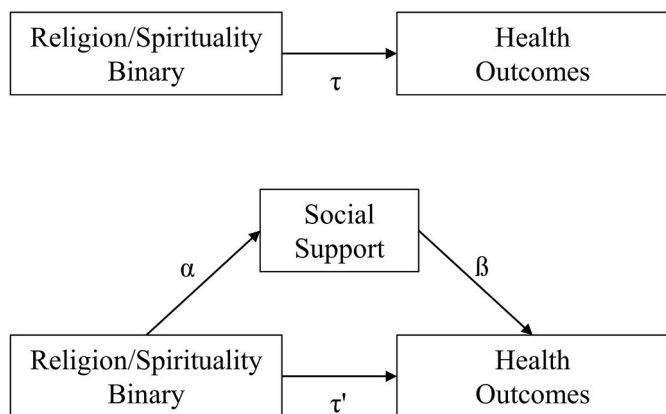 Religion/Spirituality
Binary
τ
Health
Outcomes
Social
Support
α
ß
Religion/Spirituality
Binary
τ'
Health
Outcomes